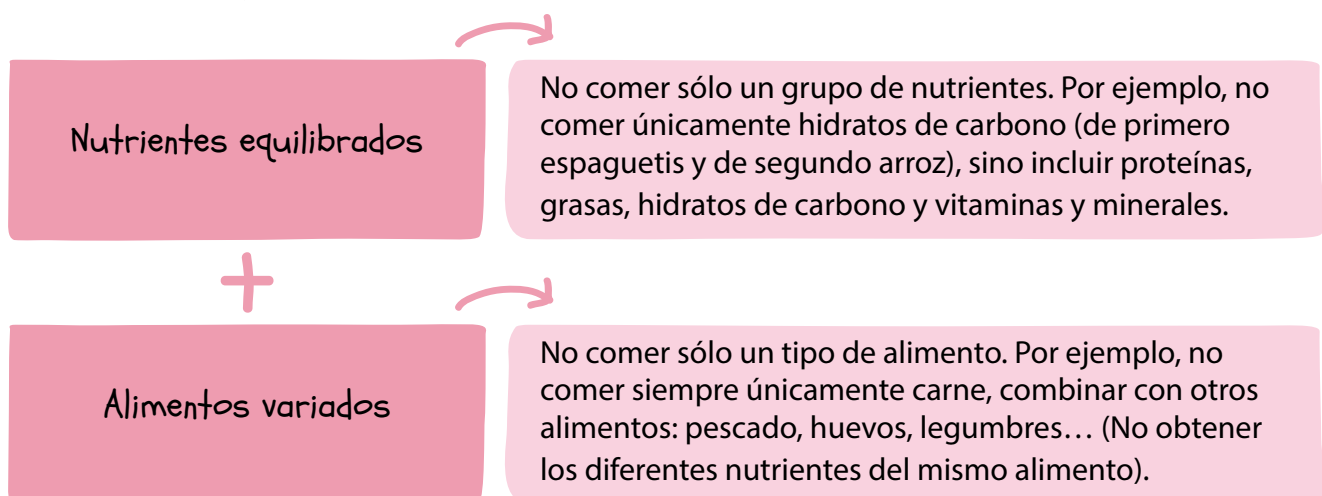 Nutrientes equilibrados
No comer sólo un grupo de nutrientes. Por ejemplo, no
comer únicamente hidratos de carbono (de primero
espaguetis y de segundo arroz), sino incluir proteínas,
grasas, hidratos de carbono y vitaminas y minerales.
+
Alimentos variados
No comer sólo un tipo de alimento. Por ejemplo, no
comer siempre únicamente carne, combinar con otros
alimentos: pescado, huevos, legumbres… (No obtener
los diferentes nutrientes del mismo alimento).